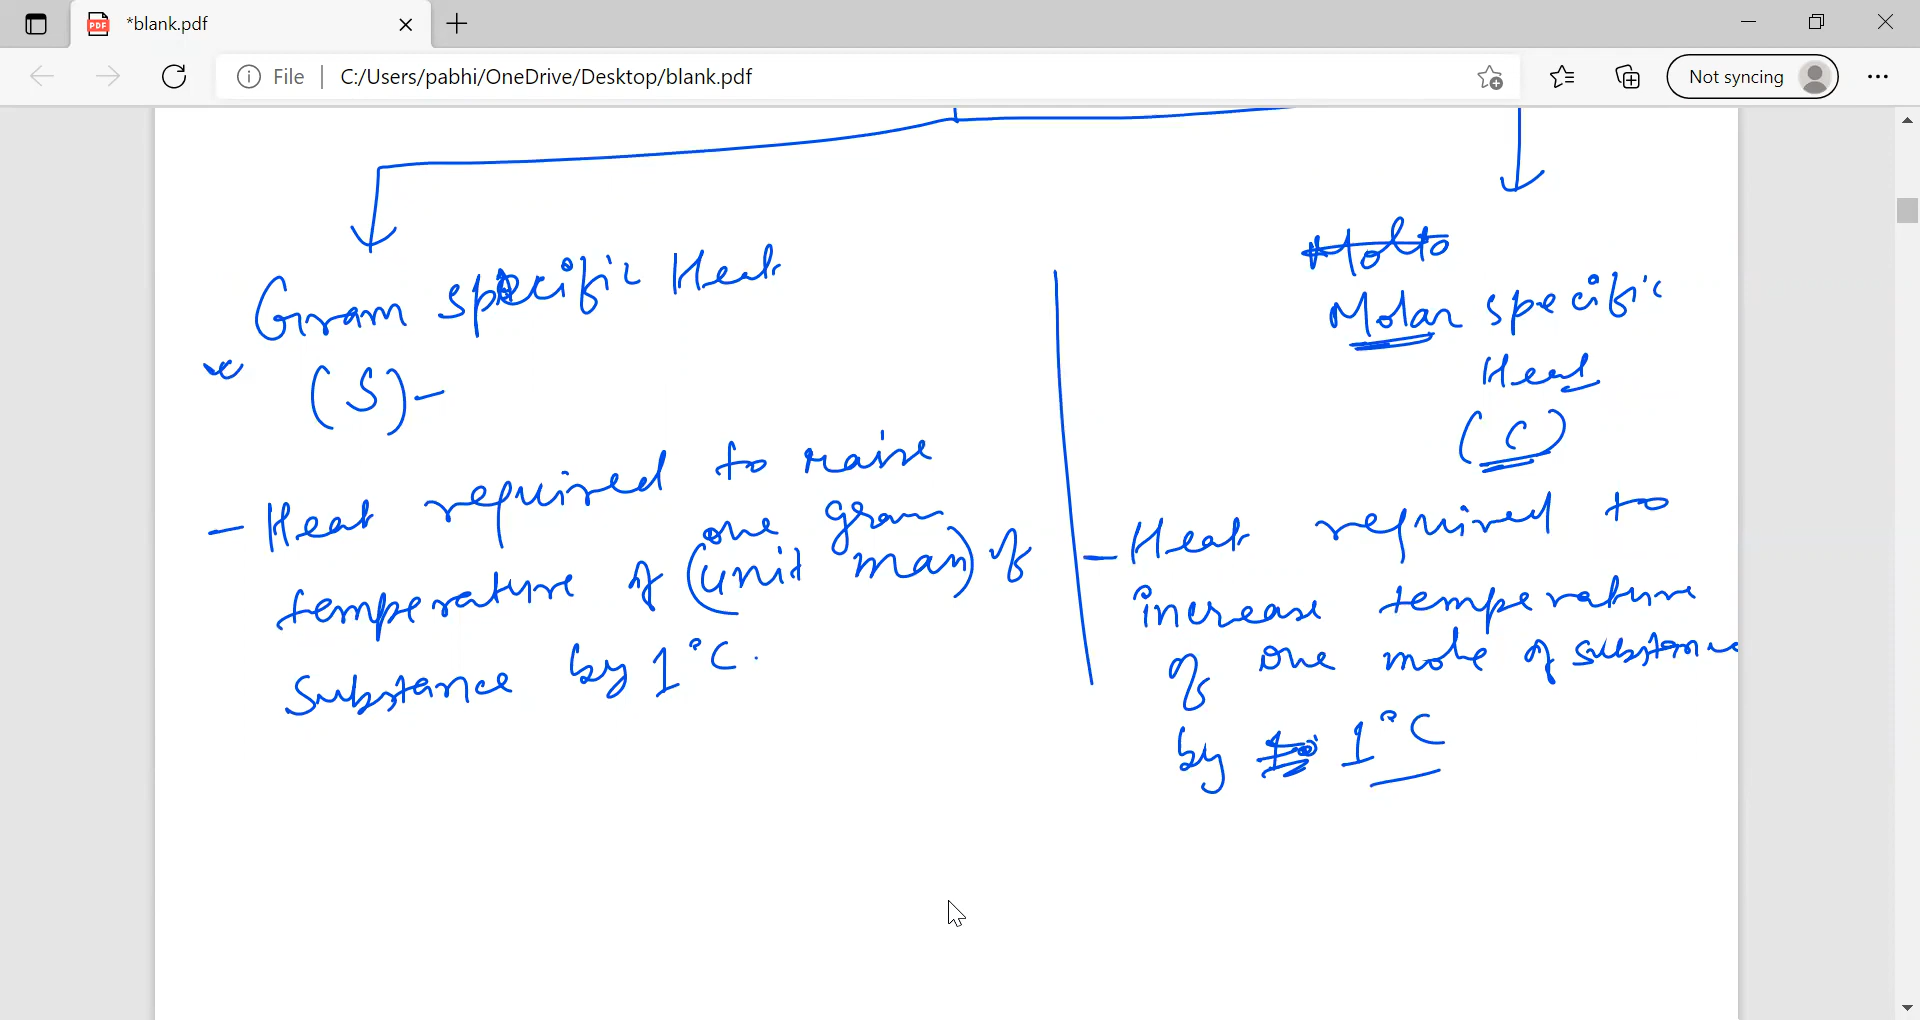 *blank.pdf
File
C:/Users/pabhi/OneDrive/Desktop/blank.pdf
Not syncing
Gram specific Heat
(S)-
- Heat required to raise
one gram
temperature of (unit mass) of
substance by 1°C.
Molar specific
Heat
(C)
- Heat required to
increase temperature
of one mole of substance
by 1°C